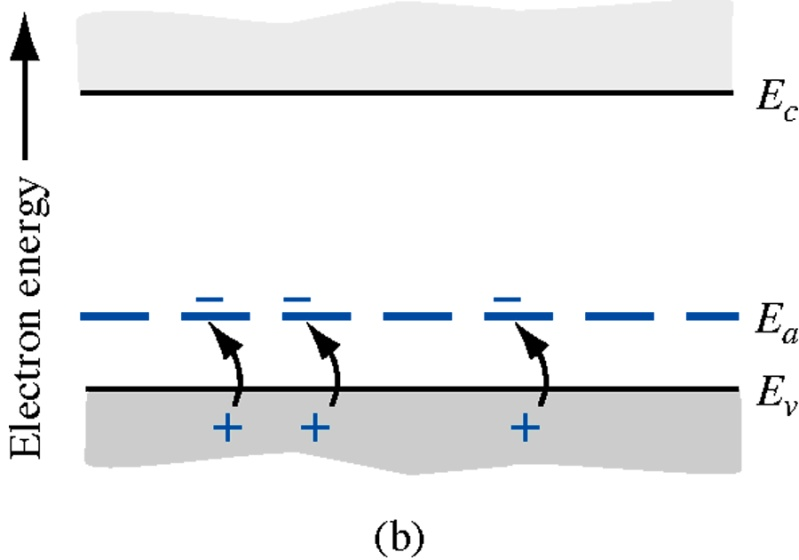 Electron energy
E_c
− − −
E_a
E_v
+ + +
(b)